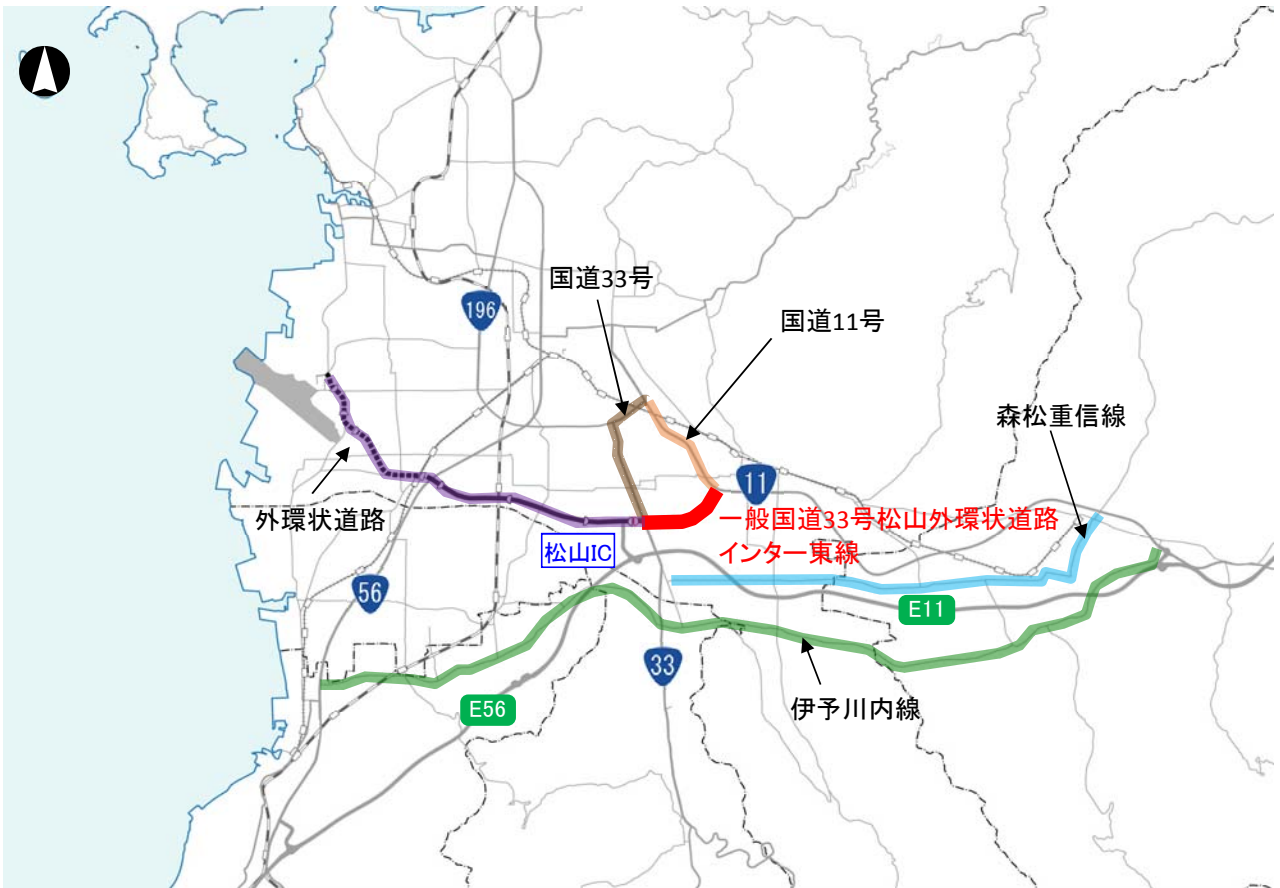 国道33号
196
国道11号
森松重信線
11
外環状道路
一般国道33号松山外環状道路
インター東線
松山IC
56
E11
33
E56
伊予川内線